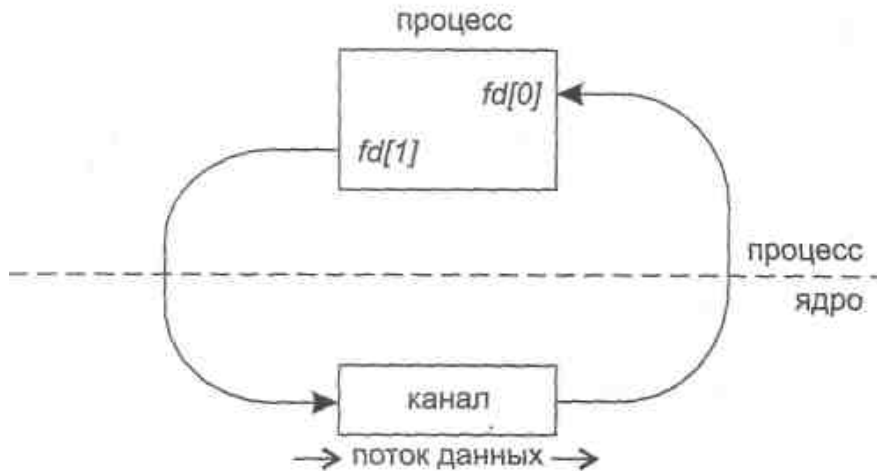 процесс
fd[0]
fd[1]
процесс
ядро
канал
поток данных